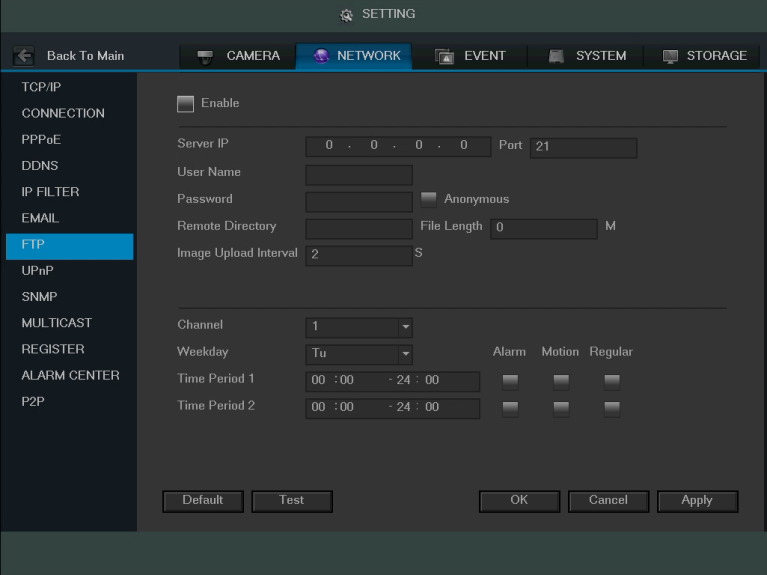 SETTING
Back To Main CAMERA NETWORK EVENT SYSTEM STORAGE
TCP/IP
CONNECTION
PPPoE
DDNS
IP FILTER
EMAIL
FTP
UPnP
SNMP
MULTICAST
REGISTER
ALARM CENTER
P2P
Enable
Server IP 0 . 0 . 0 . 0 Port 21
User Name
Password Anonymous
Remote Directory File Length 0 M
Image Upload Interval 2 S
Channel 1
Weekday Tu Alarm Motion Regular
Time Period 1 00 :00 - 24 : 00
Time Period 2 00 :00 - 24 : 00
Default Test OK Cancel Apply